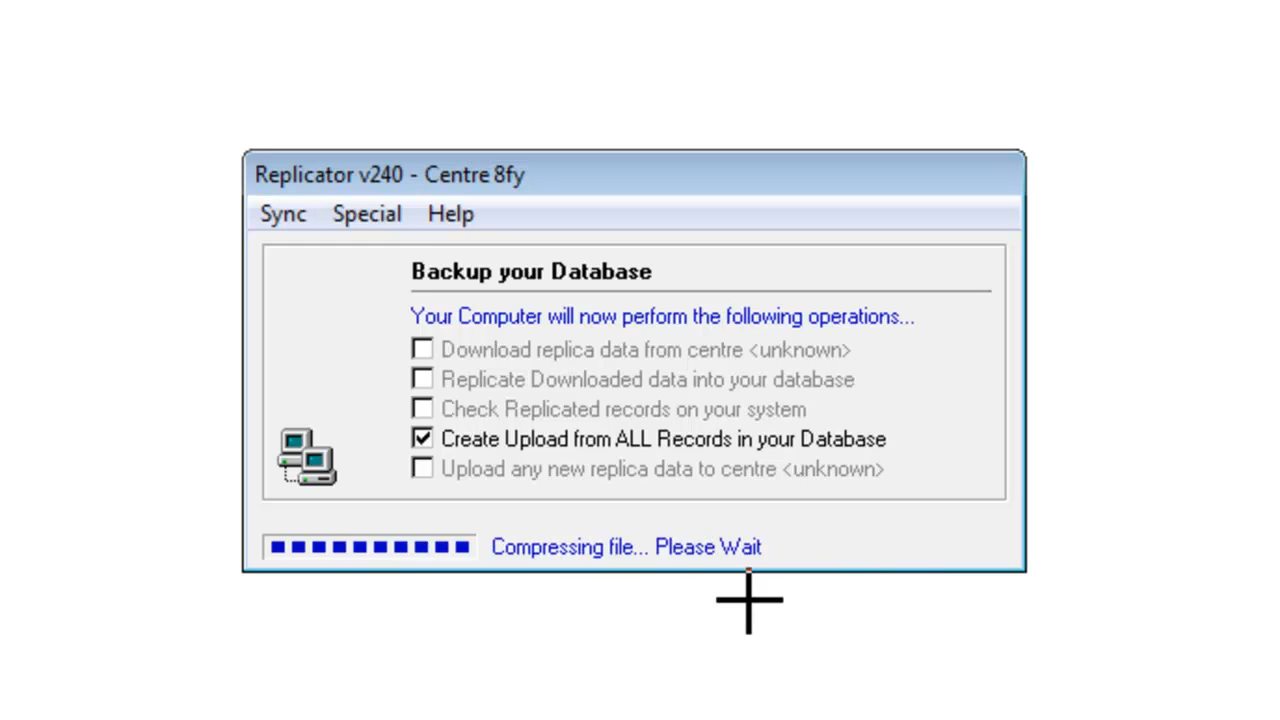 Replicator v240 - Centre 8fy
Sync Special Help
Backup your Database
Your Computer will now perform the following operations...
Download replica data from centre <unknown>
Replicate Downloaded data into your database
Check Replicated records on your system
Create Upload from ALL Records in your Database
Upload any new replica data to centre <unknown>
Compressing file... Please Wait